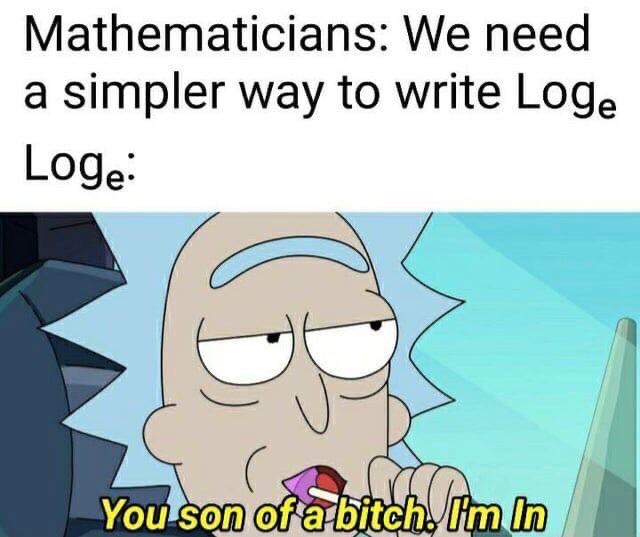 Mathematicians: We need
a simpler way to write Logₑ
Logₑ:
You son of a bitch. I'm In